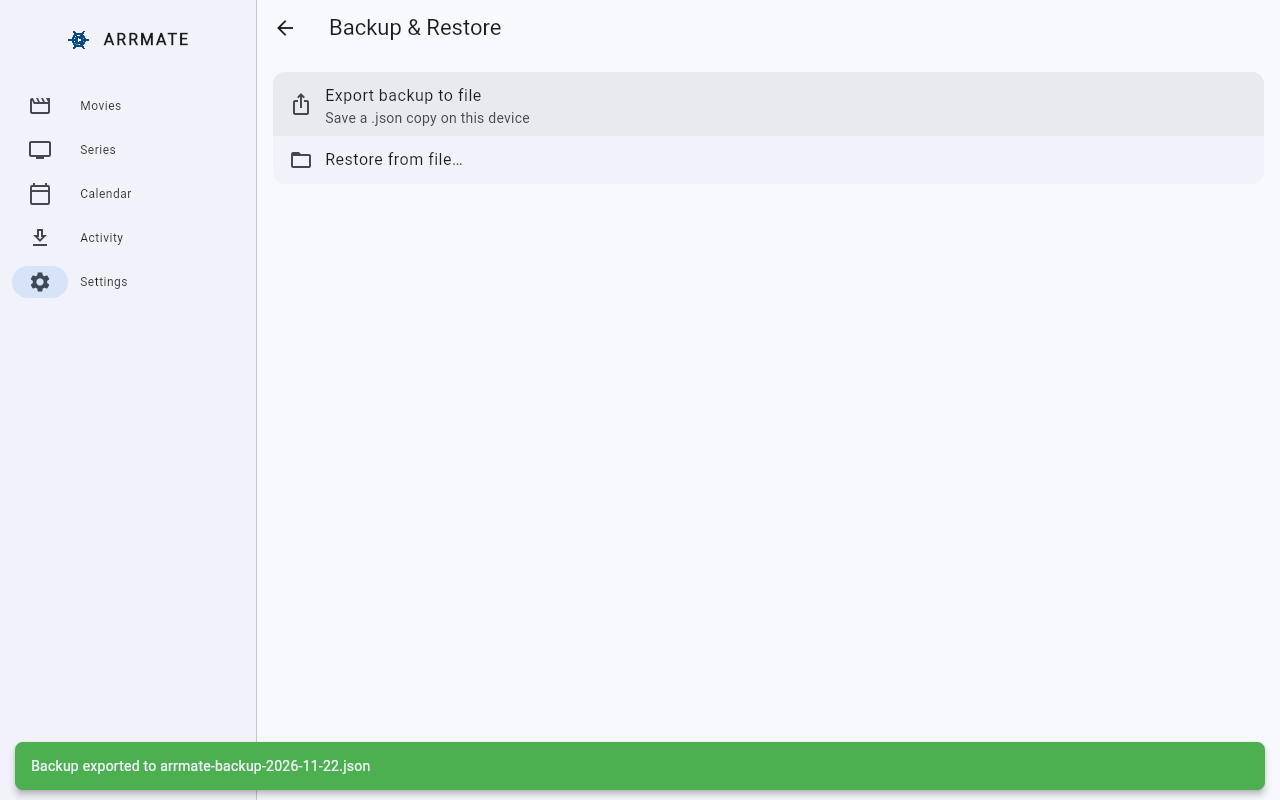 ARRMATE
Movies
Series
Calendar
Activity
Settings
Backup & Restore
Export backup to file
Save a .json copy on this device
Restore from file…
Backup exported to arrmate-backup-2026-11-22.json